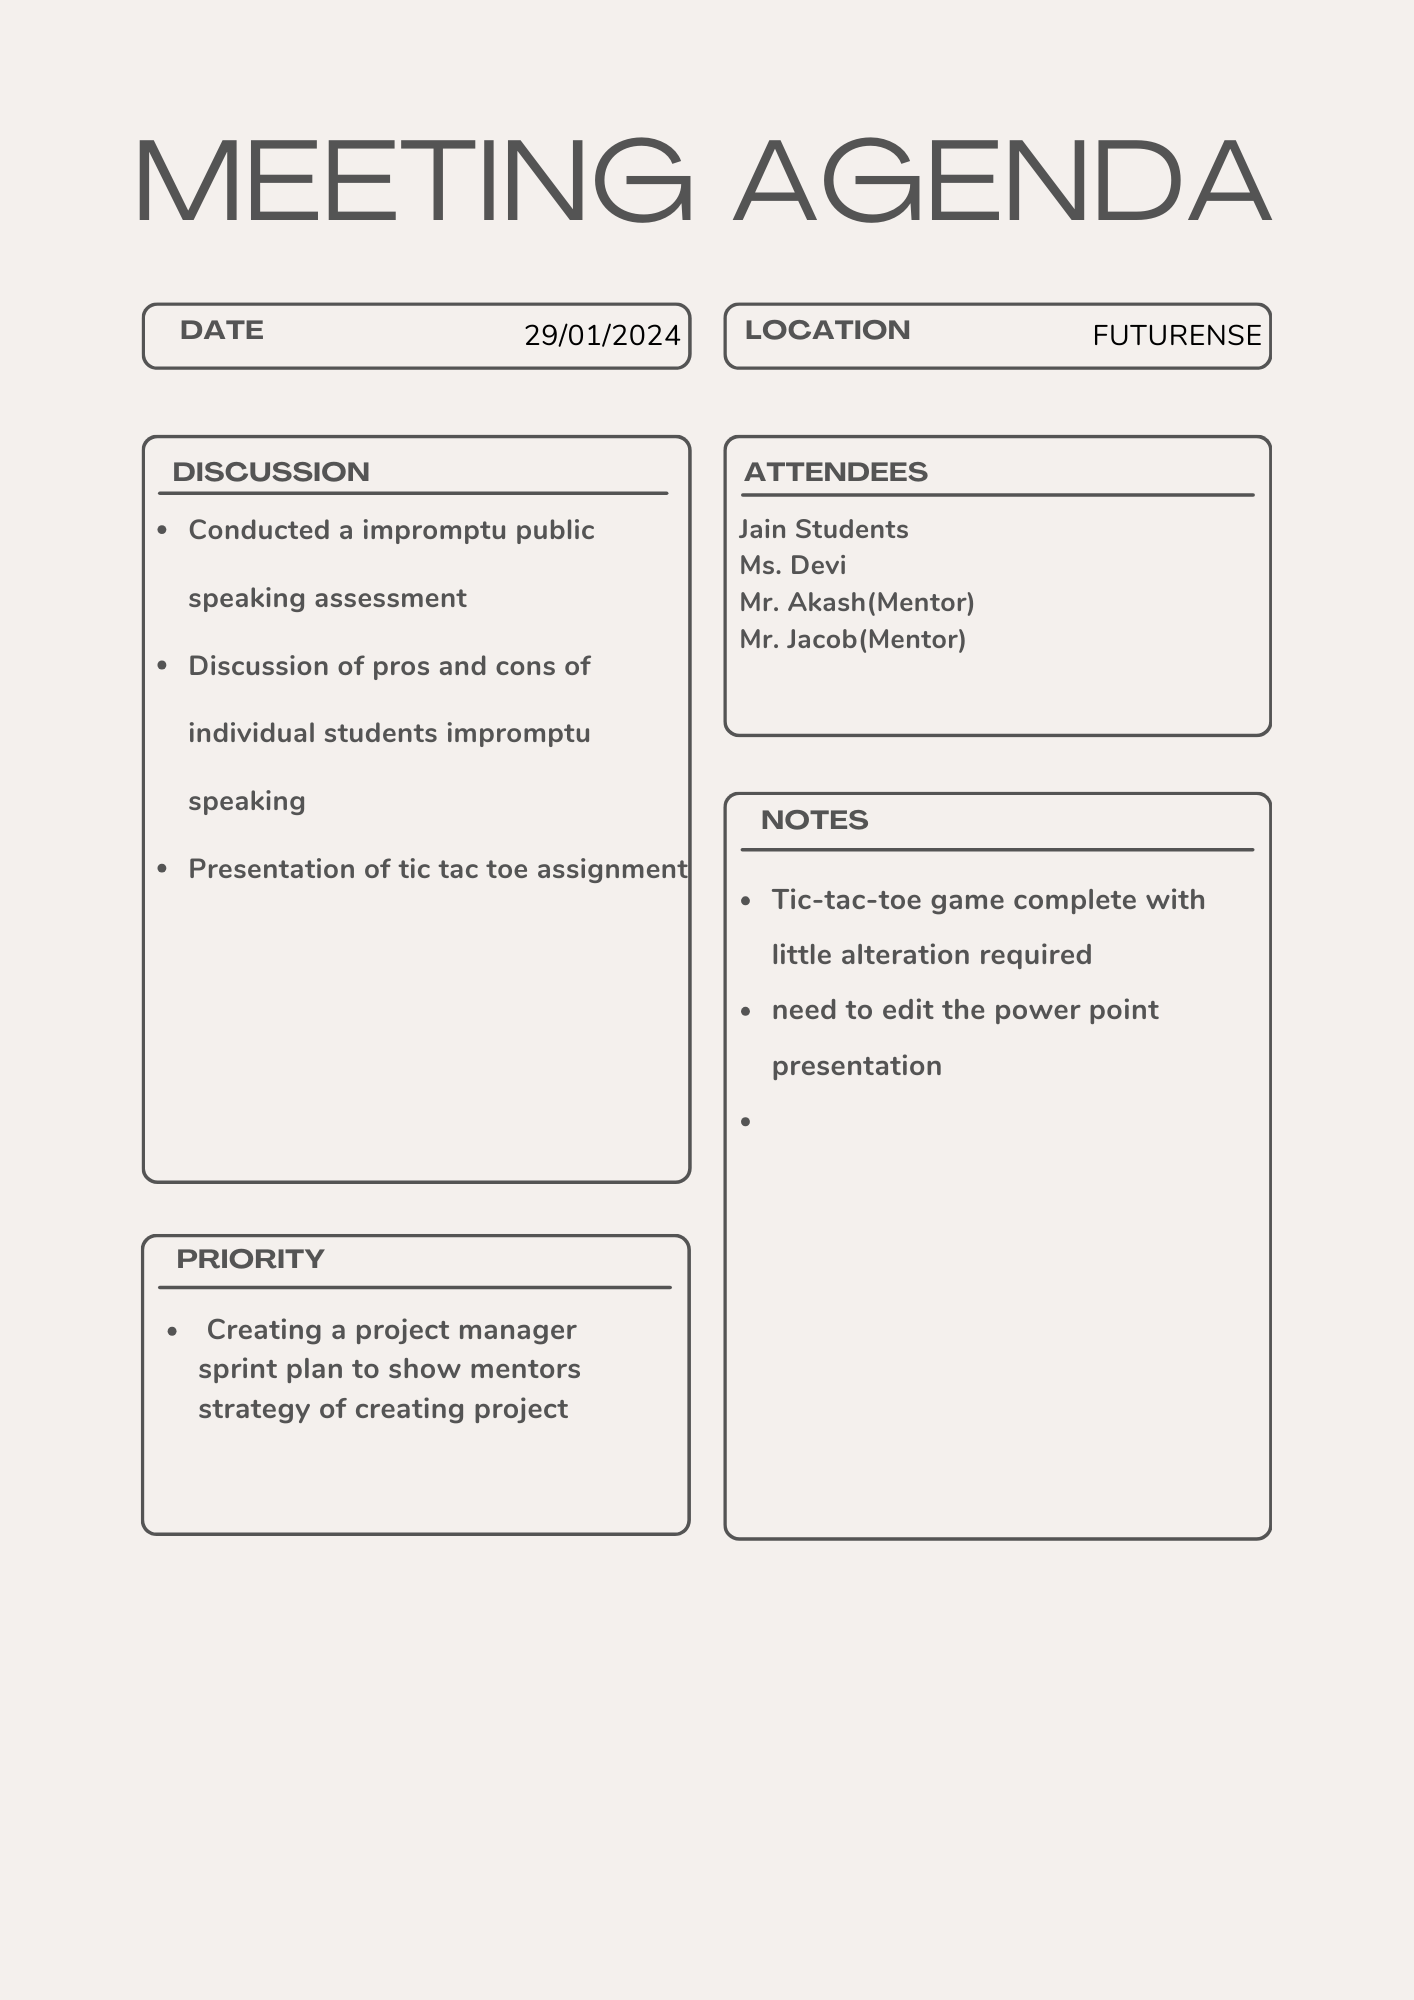 MEETING AGENDA
DATE 29/01/2024
LOCATION FUTURENSE
DISCUSSION
• Conducted a impromptu public
speaking assessment
• Discussion of pros and cons of
individual students impromptu
speaking
• Presentation of tic tac toe assignment
ATTENDEES
Jain Students
Ms. Devi
Mr. Akash(Mentor)
Mr. Jacob(Mentor)
NOTES
• Tic-tac-toe game complete with
little alteration required
• need to edit the power point
presentation
•
PRIORITY
• Creating a project manager
sprint plan to show mentors
strategy of creating project